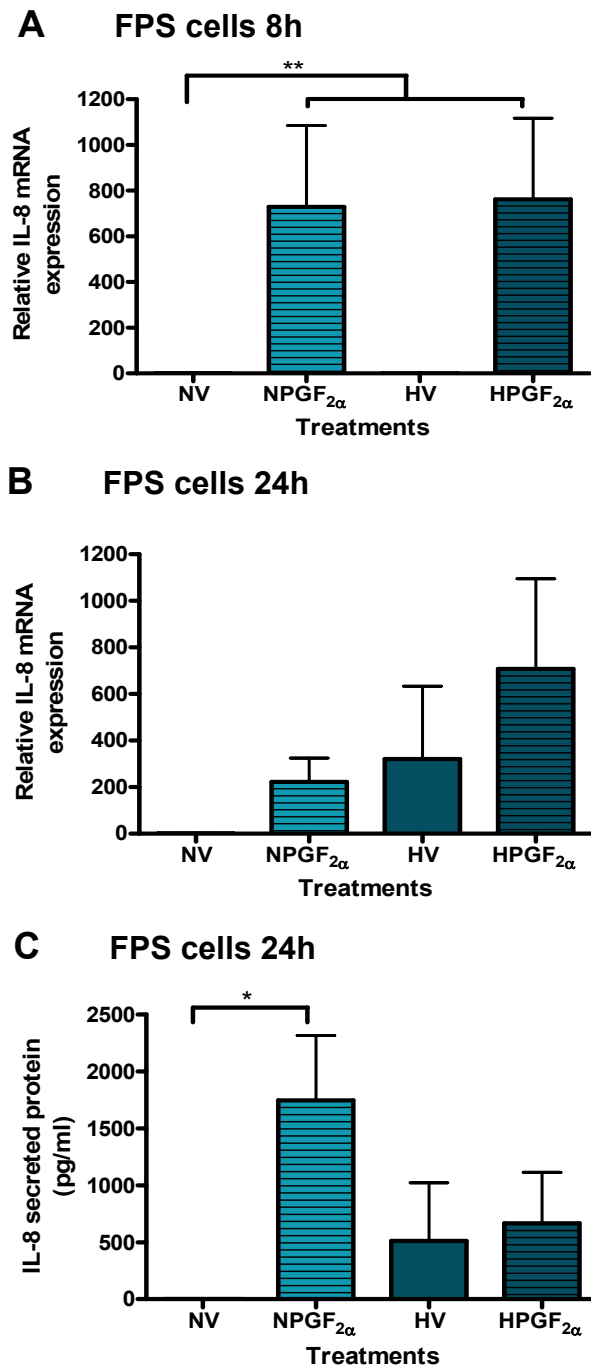 A FPS cells 8h
**
Relative IL-8 mRNA
expression
1200
1000
800
600
400
200
0
NV NPGF2α HV HPGF2α
Treatments
B FPS cells 24h
Relative IL-8 mRNA
expression
1200
1000
800
600
400
200
0
NV NPGF2α HV HPGF2α
Treatments
C FPS cells 24h
*
IL-8 secreted protein
(pg/ml)
2500
2000
1500
1000
500
0
NV NPGF2α HV HPGF2α
Treatments